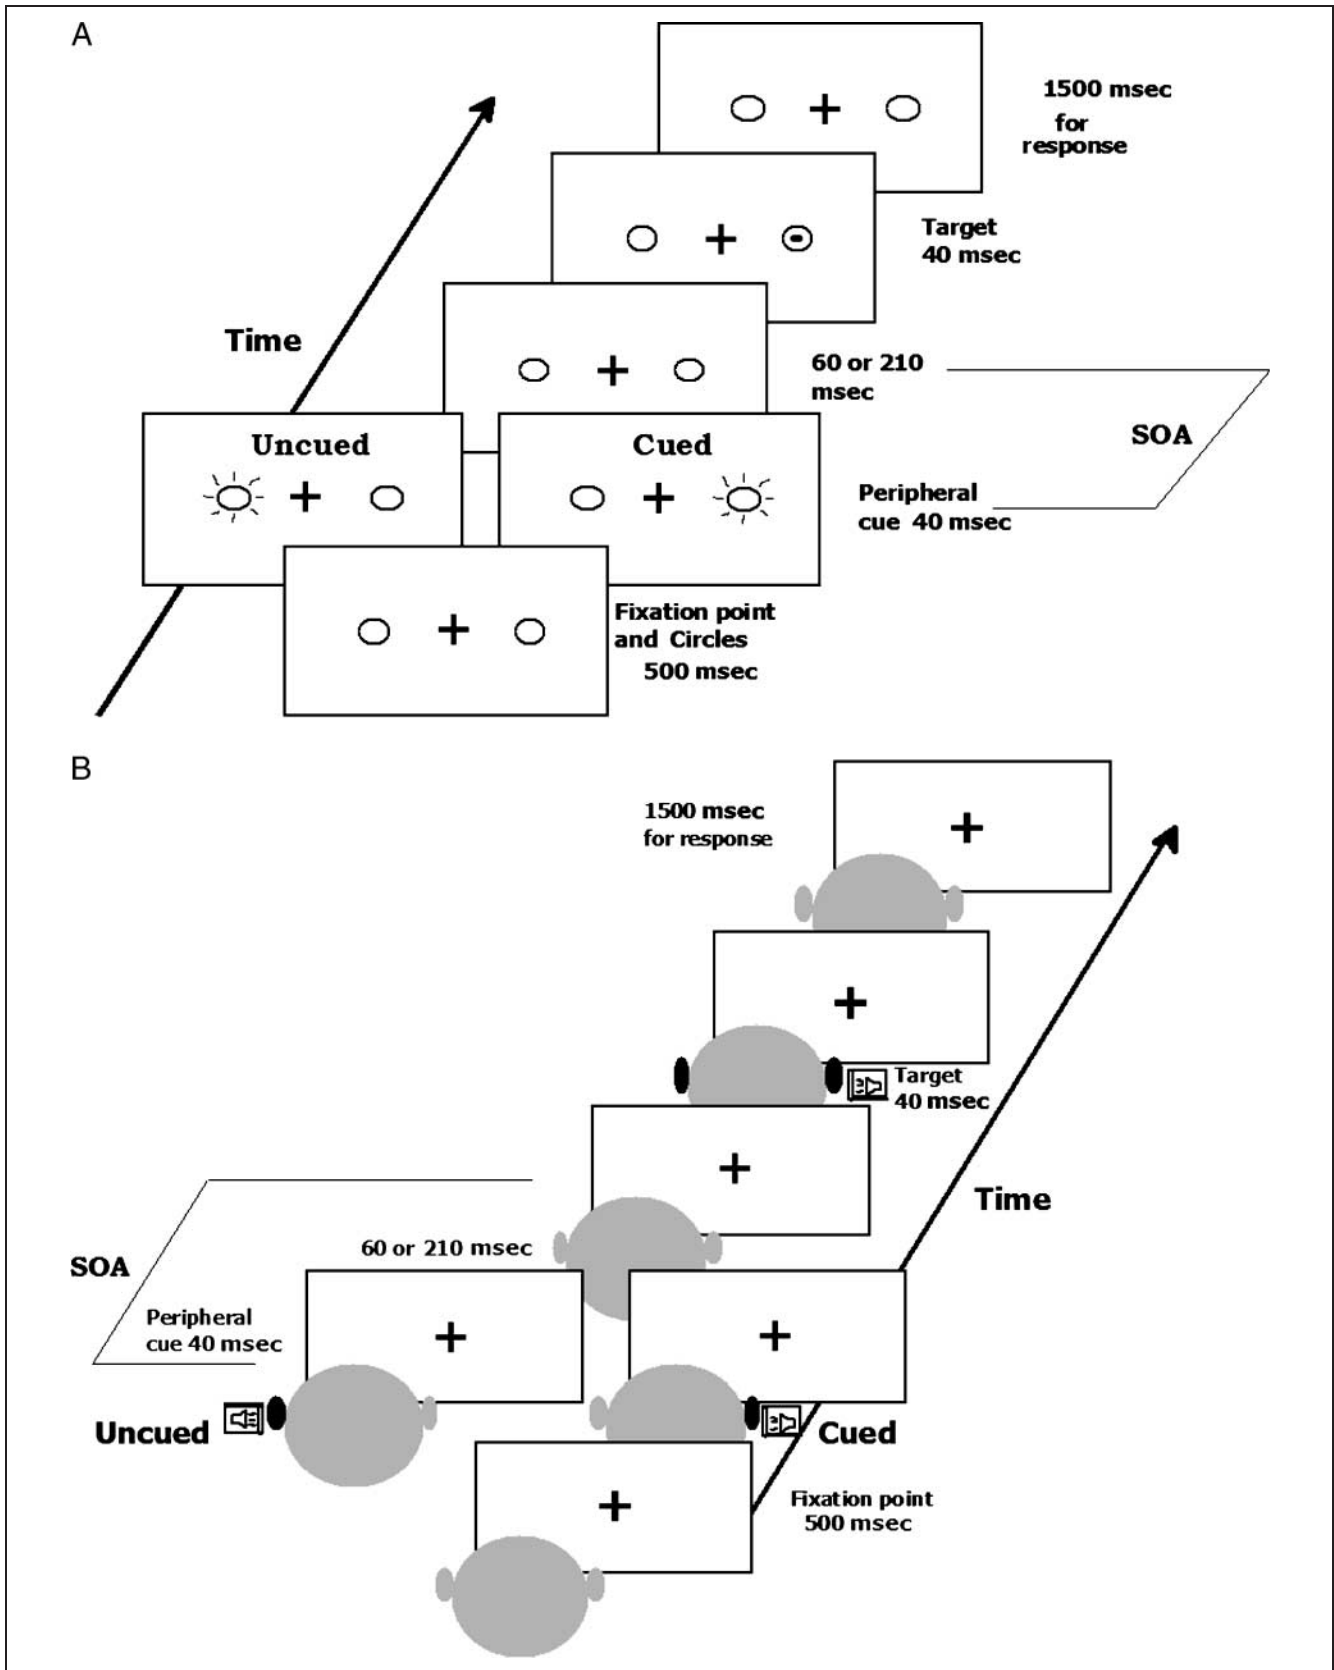 A
1500 msec
for
response
Target
40 msec
Time
60 or 210
msec
SOA
Uncued
Cued
Peripheral
cue 40 msec
Fixation point
and Circles
500 msec
B
1500 msec
for response
Target
40 msec
Time
SOA
60 or 210 msec
Peripheral
cue 40 msec
Uncued
Cued
Fixation point
500 msec